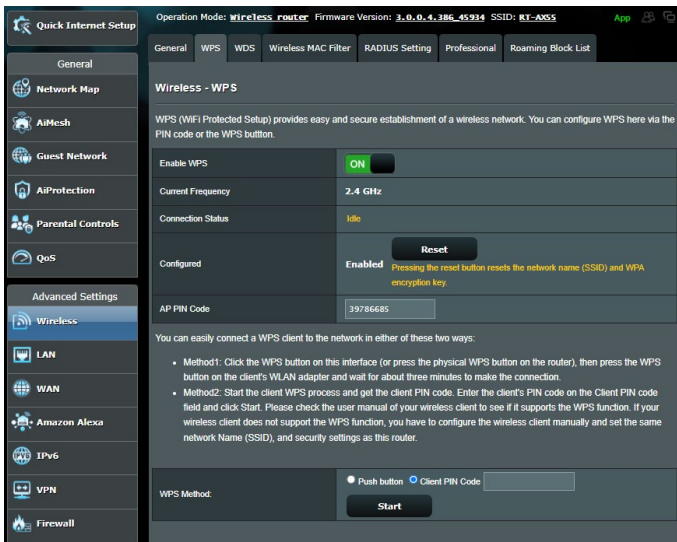 Quick Internet Setup
General
Network Map
AiMesh
Guest Network
AiProtection
Parental Controls
QoS
Advanced Settings
Wireless
LAN
WAN
Amazon Alexa
IPv6
VPN
Firewall
Operation Mode: Wireless router Firmware Version: 3.0.0.4.386_45934 SSID: RT-AX55 App
General WPS WDS Wireless MAC Filter RADIUS Setting Professional Roaming Block List
Wireless - WPS
WPS (WiFi Protected Setup) provides easy and secure establishment of a wireless network. You can configure WPS here via the
PIN code or the WPS buttton.
Enable WPS ON
Current Frequency 2.4 GHz
Connection Status Idle
Configured Enabled Reset
Pressing the reset button resets the network name (SSID) and WPA
encryption key.
AP PIN Code 39786685
You can easily connect a WPS client to the network in either of these two ways:
• Method1: Click the WPS button on this interface (or press the physical WPS button on the router), then press the WPS
button on the client's WLAN adapter and wait for about three minutes to make the connection.
• Method2: Start the client WPS process and get the client PIN code. Enter the client's PIN code on the Client PIN code
field and click Start. Please check the user manual of your wireless client to see if it supports the WPS function. If your
wireless client does not support the WPS function, you have to configure the wireless client manually and set the same
network Name (SSID), and security settings as this router.
WPS Method: Push button Client PIN Code
Start